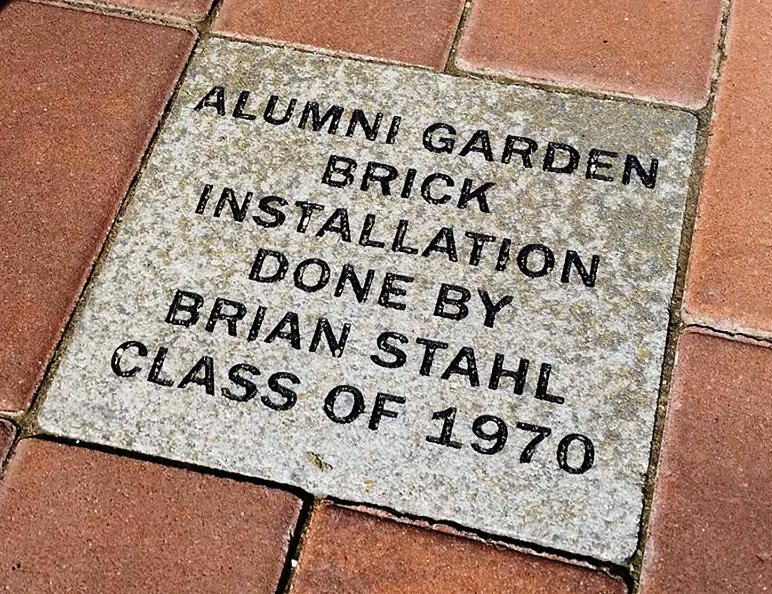 ALUMNI GARDEN
BRICK
INSTALLATION
DONE BY
BRIAN STAHL
CLASS OF 1970